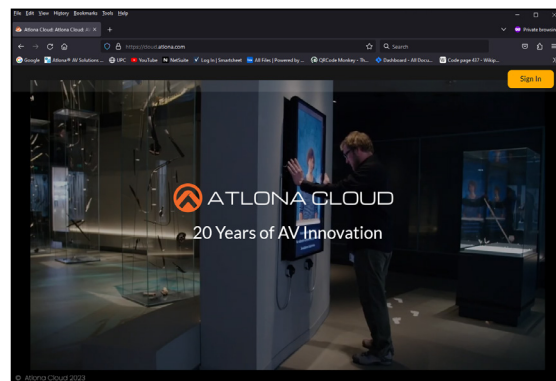 File Edit View History Bookmarks Tools Help
Atlona Cloud: Atlona Cloud: At
Private browsin
https://cloud.atlona.com
Search
Google Atlona® AV Solutions ... UPC YouTube NetSuite Log In | Smartsheet All Files | Powered by ... QRCode Monkey - Th... Dashboard - All Docu... Code page 437 - Wikip...
Sign In
ATLONA CLOUD
20 Years of AV Innovation
© Atlona Cloud 2023